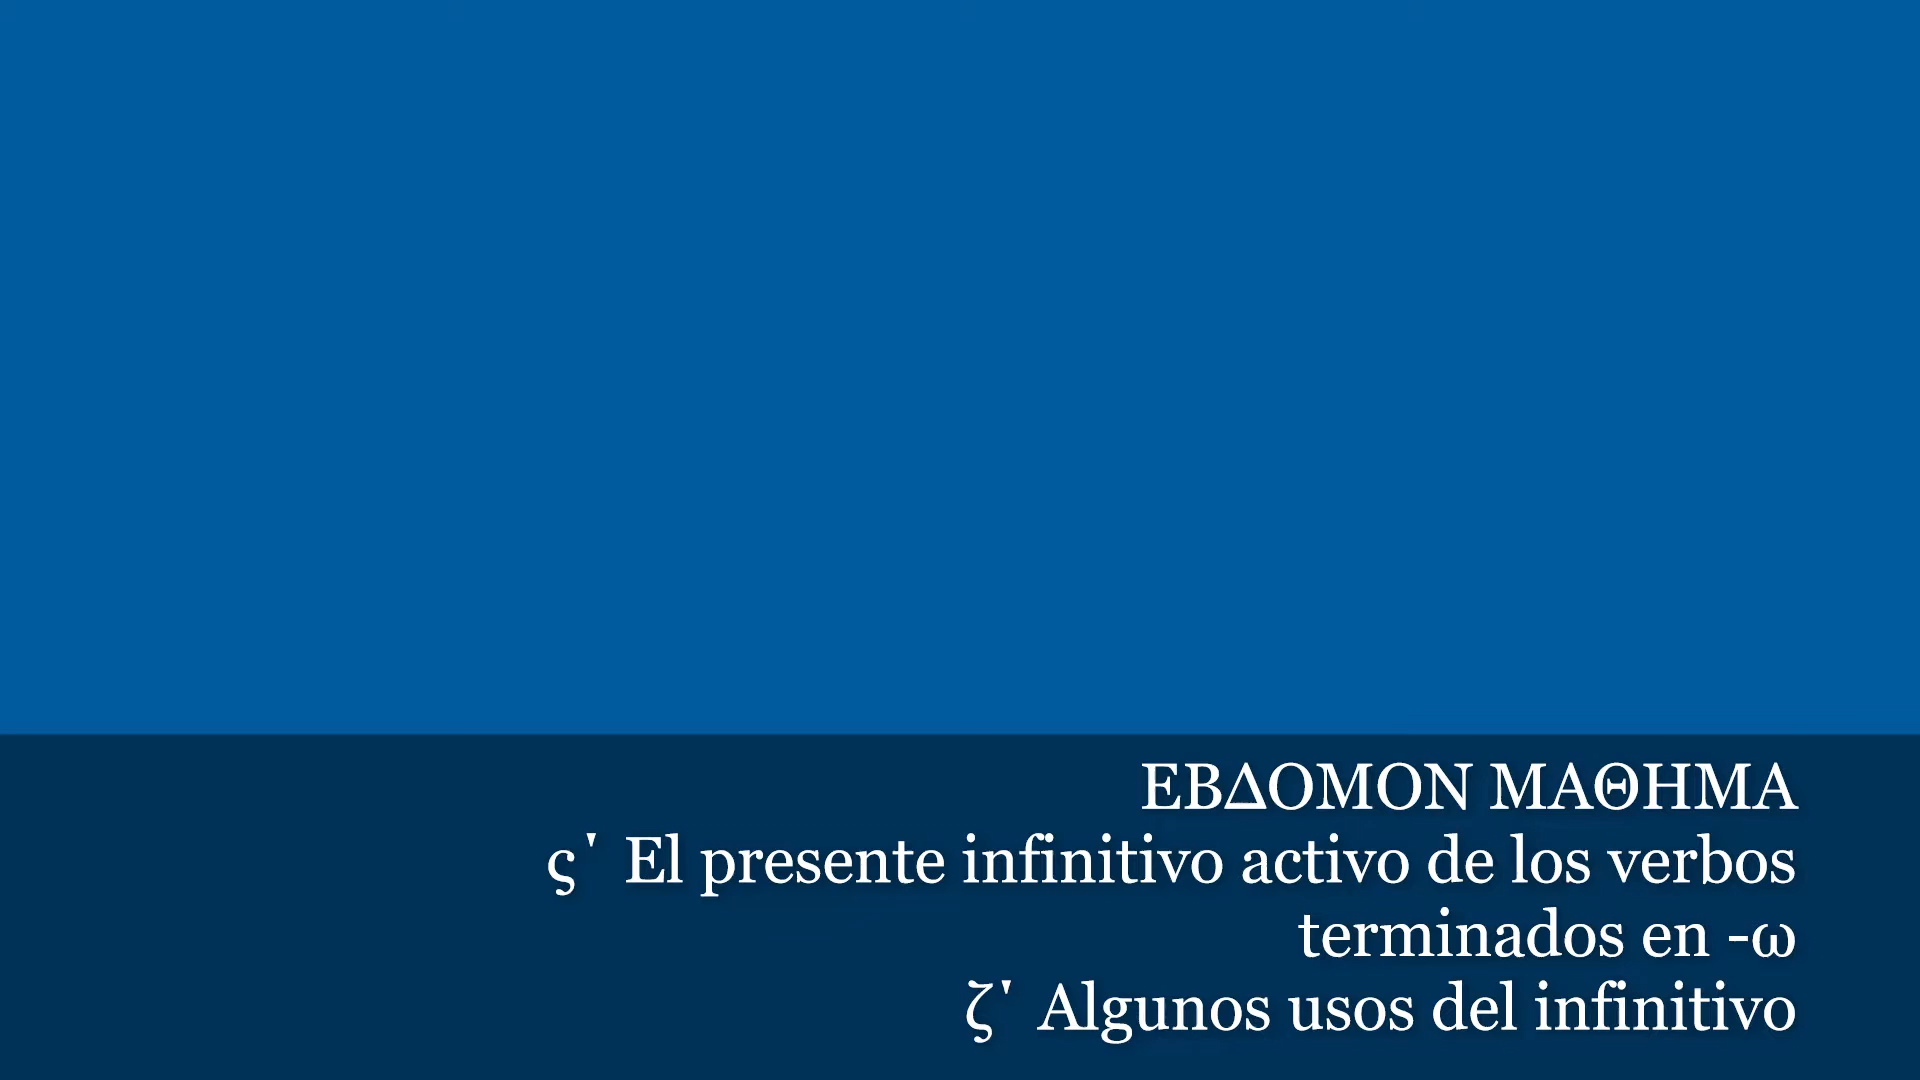 ΕΒΔΟΜΟΝ ΜΑΘΗΜΑ
ς΄ El presente infinitivo activo de los verbos
terminados en -ω
ζ΄ Algunos usos del infinitivo